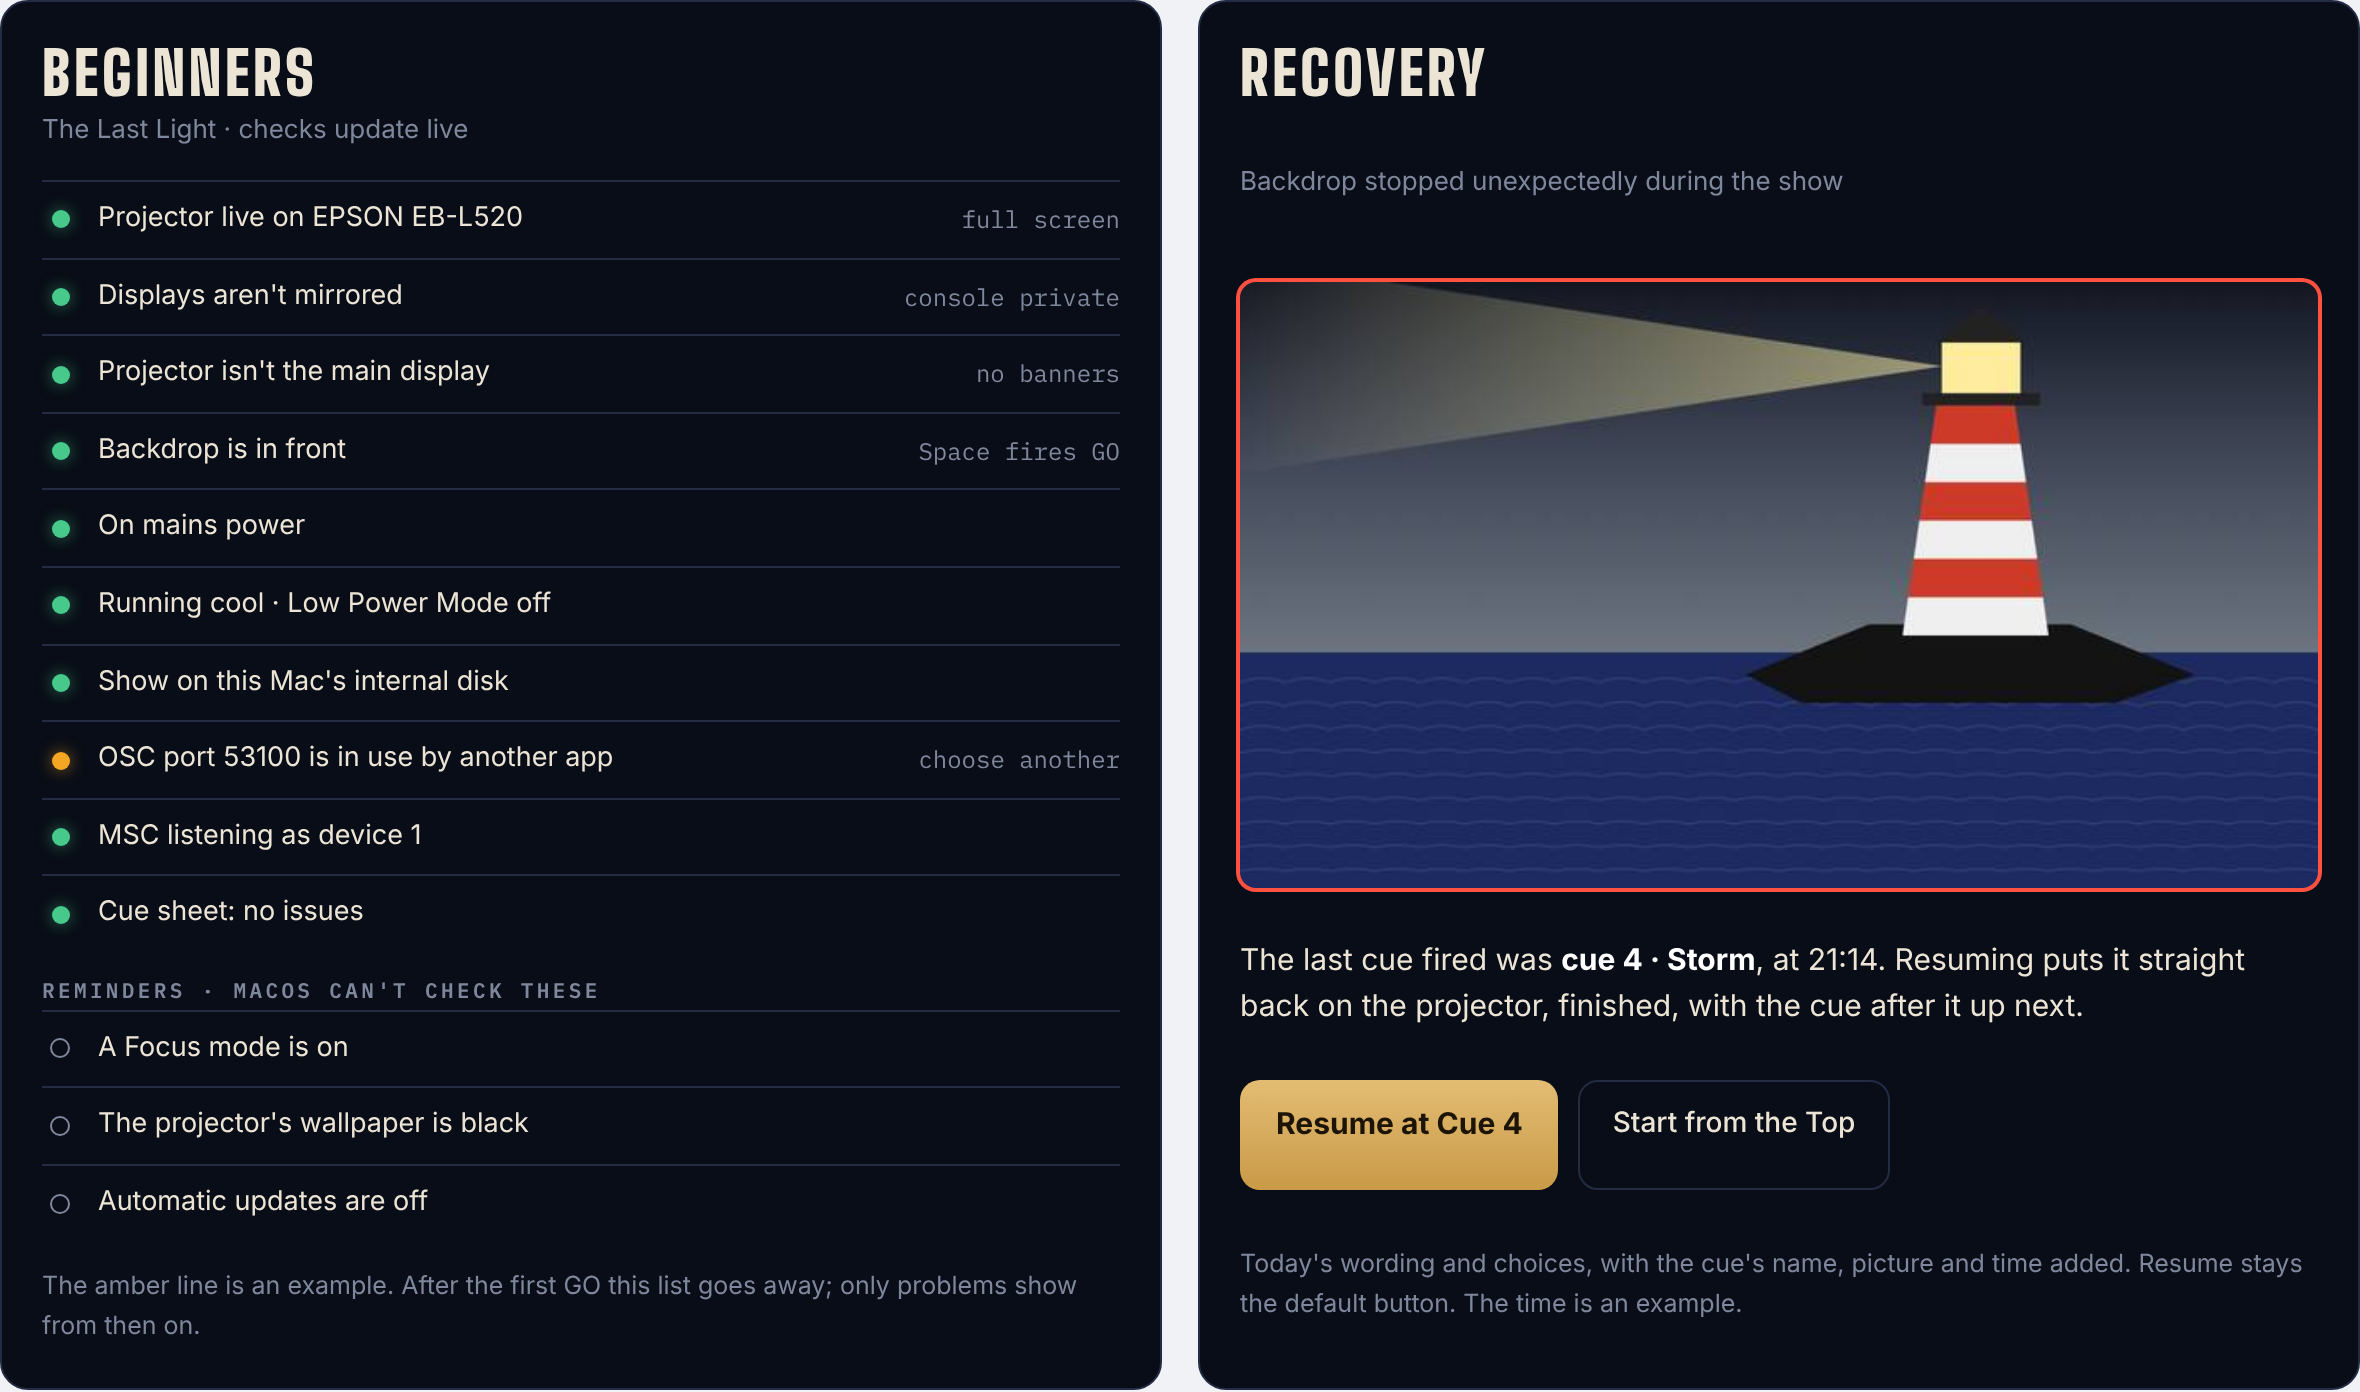 BEGINNERS
The Last Light · checks update live
Projector live on EPSON EB-L520 full screen
Displays aren't mirrored console private
Projector isn't the main display no banners
Backdrop is in front Space fires GO
On mains power
Running cool · Low Power Mode off
Show on this Mac's internal disk
OSC port 53100 is in use by another app choose another
MSC listening as device 1
Cue sheet: no issues
REMINDERS · MACOS CAN'T CHECK THESE
A Focus mode is on
The projector's wallpaper is black
Automatic updates are off
The amber line is an example. After the first GO this list goes away; only problems show
from then on.
RECOVERY
Backdrop stopped unexpectedly during the show
The last cue fired was cue 4 · Storm, at 21:14. Resuming puts it straight
back on the projector, finished, with the cue after it up next.
Resume at Cue 4
Start from the Top
Today's wording and choices, with the cue's name, picture and time added. Resume stays
the default button. The time is an example.